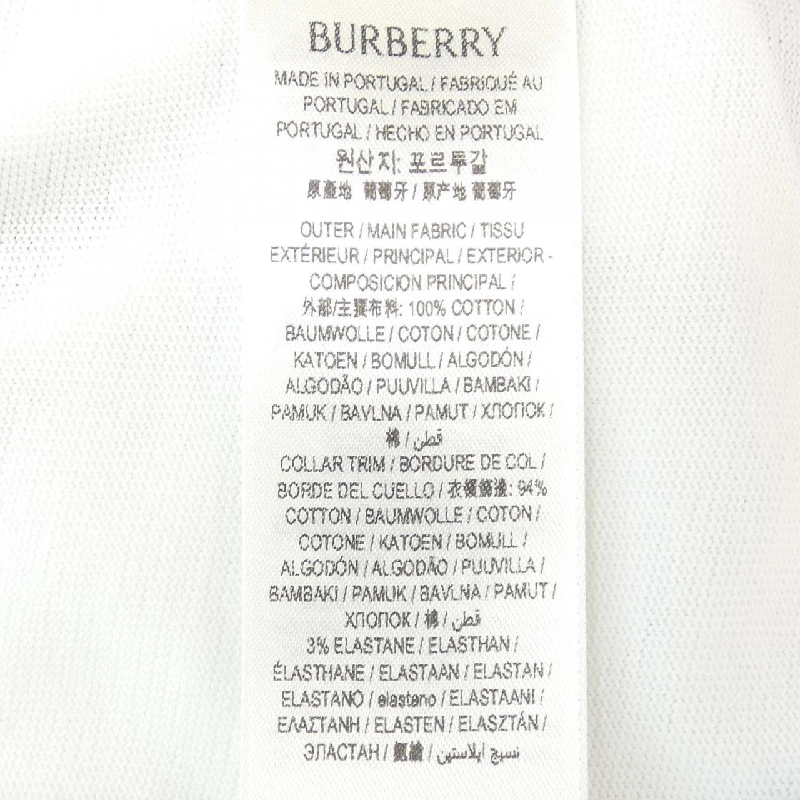 BURBERRY
MADE IN PORTUGAL / FABRIQUÉ AU
PORTUGAL / FABRICADO EM
PORTUGAL / HECHO EN PORTUGAL
원산지: 포르투갈
原產地 葡萄牙 / 原产地 葡萄牙
OUTER / MAIN FABRIC / TISSU
EXTÉRIEUR / PRINCIPAL / EXTERIOR -
COMPOSICION PRINCIPAL /
外部/主要布料: 100% COTTON /
BAUMWOLLE / COTON / COTONE /
KATOEN / BOMULL / ALGODÓN /
ALGODÃO / PUUVILLA / BAMBAKI /
PAMUK / BAVLNA / PAMUT / ХЛОПОК /
棉 / قطن
COLLAR TRIM / BORDURE DE COL /
BORDE DEL CUELLO / 衣領飾邊: 94%
COTTON / BAUMWOLLE / COTON /
COTONE / KATOEN / BOMULL /
ALGODÓN / ALGODÃO / PUUVILLA /
BAMBAKI / PAMUK / BAVLNA / PAMUT /
ХЛОПОК / 棉 / قطن
3% ELASTANE / ELASTHAN /
ÉLASTHANE / ELASTAAN / ELASTAN /
ELASTANO / elastano / ELASTAANI /
ΕΛΑΣΤΑΝΗ / ELASTEN / ELASZTÁN /
ЭЛАСТАН / 氨綸 / نسيج ايلاستين